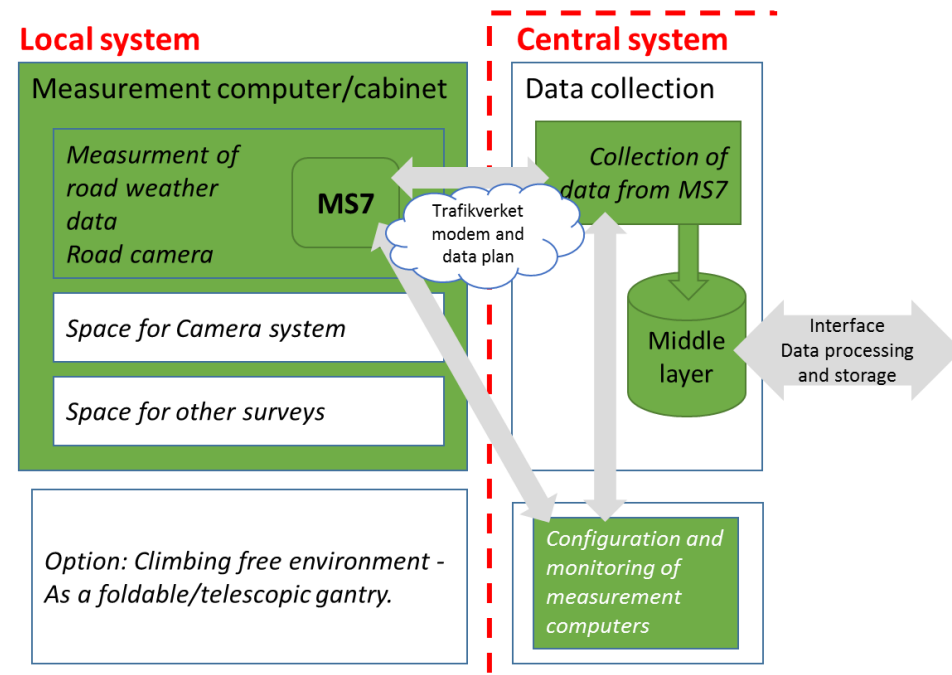 Local system
Central system
Measurement computer/cabinet
Measurment of
road weather
data
Road camera
MS7
Space for Camera system
Space for other surveys
Option: Climbing free environment -
As a foldable/telescopic gantry.
Trafikverket
modem and
data plan
Data collection
Collection of
data from MS7
Middle
layer
Interface
Data processing
and storage
Configuration and
monitoring of
measurement
computers